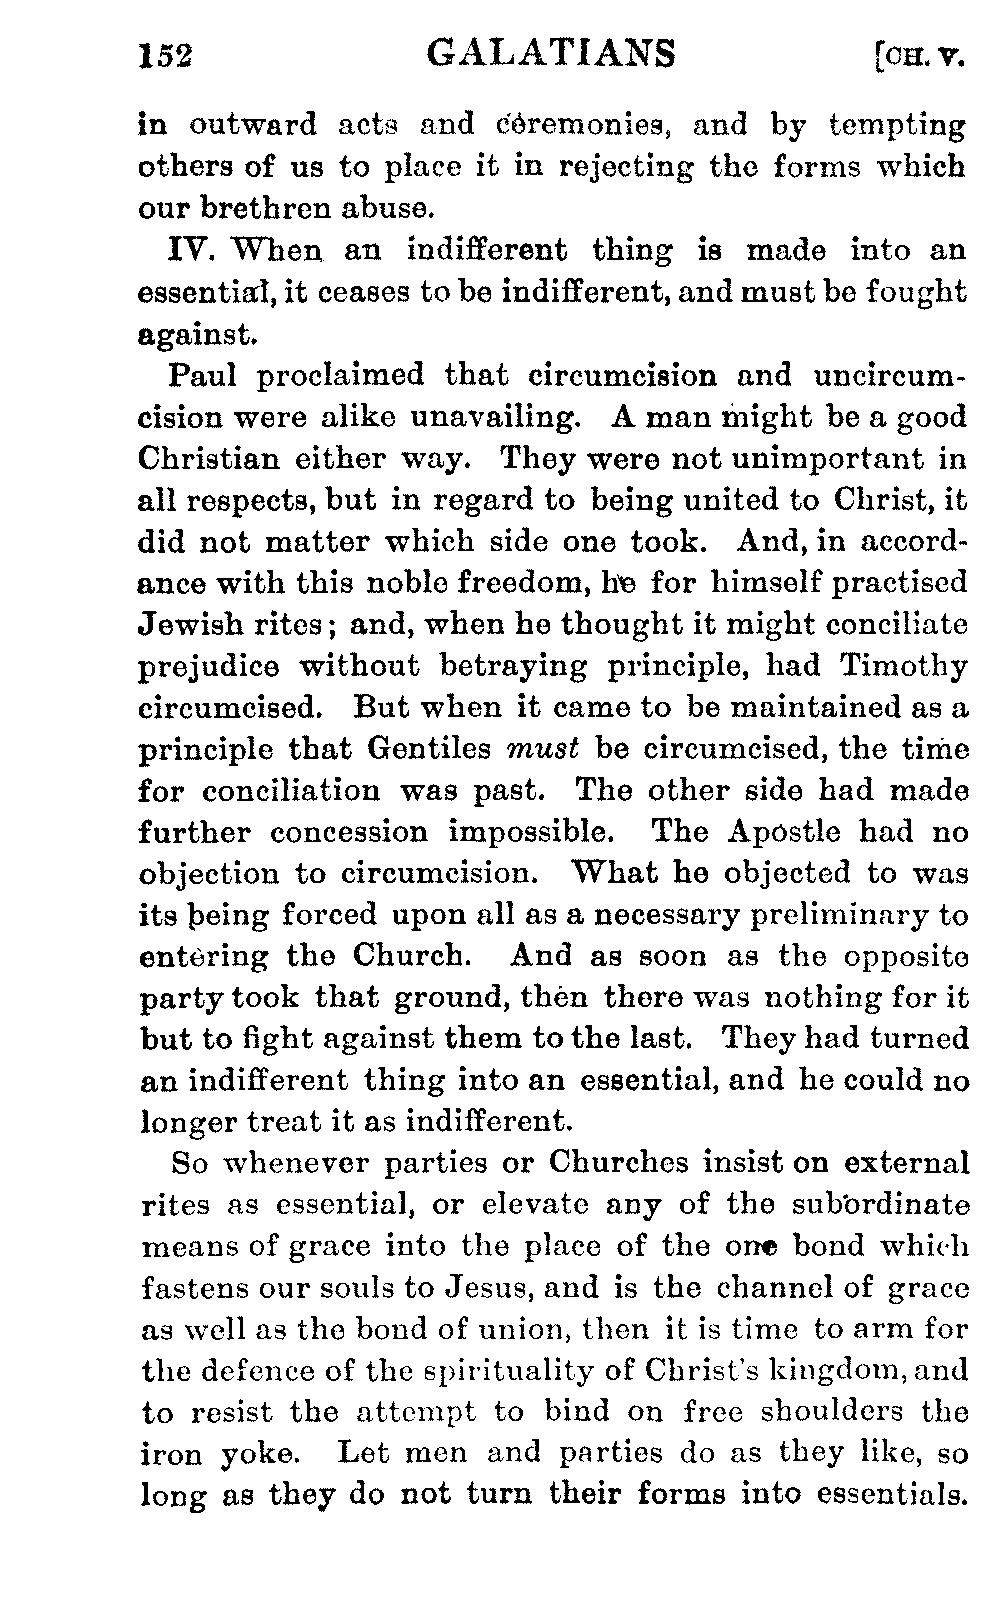 152 GALATIANS [CH. V.
in outward acts and ceremonies, and by tempting
others of us to place it in rejecting the forms which
our brethren abuse.
IV. When an indifferent thing is made into an
essential, it ceases to be indifferent, and must be fought
against.
Paul proclaimed that circumcision and uncircum-
cision were alike unavailing. A man might be a good
Christian either way. They were not unimportant in
all respects, but in regard to being united to Christ, it
did not matter which side one took. And, in accord-
ance with this noble freedom, he for himself practised
Jewish rites; and, when he thought it might conciliate
prejudice without betraying principle, had Timothy
circumcised. But when it came to be maintained as a
principle that Gentiles must be circumcised, the time
for conciliation was past. The other side had made
further concession impossible. The Apostle had no
objection to circumcision. What he objected to was
its being forced upon all as a necessary preliminary to
entering the Church. And as soon as the opposite
party took that ground, then there was nothing for it
but to fight against them to the last. They had turned
an indifferent thing into an essential, and he could no
longer treat it as indifferent.
So whenever parties or Churches insist on external
rites as essential, or elevate any of the subordinate
means of grace into the place of the one bond which
fastens our souls to Jesus, and is the channel of grace
as well as the bond of union, then it is time to arm for
the defence of the spirituality of Christ's kingdom, and
to resist the attempt to bind on free shoulders the
iron yoke. Let men and parties do as they like, so
long as they do not turn their forms into essentials.